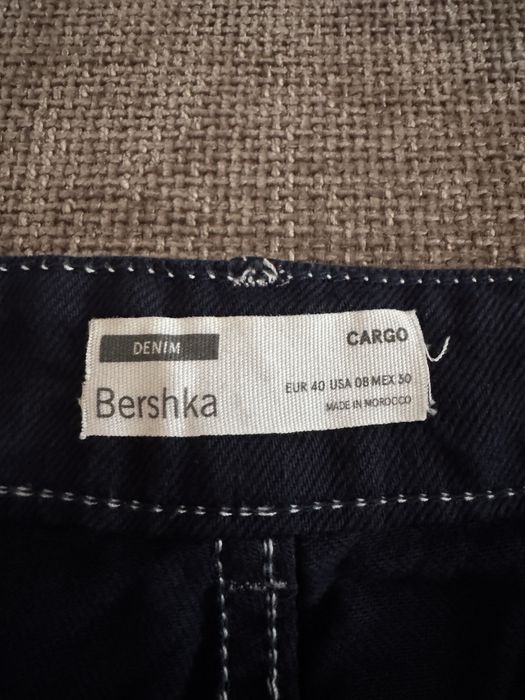 DENIM
CARGO
Bershka
EUR 40 USA 08 MEX 30
MADE IN MOROCCO